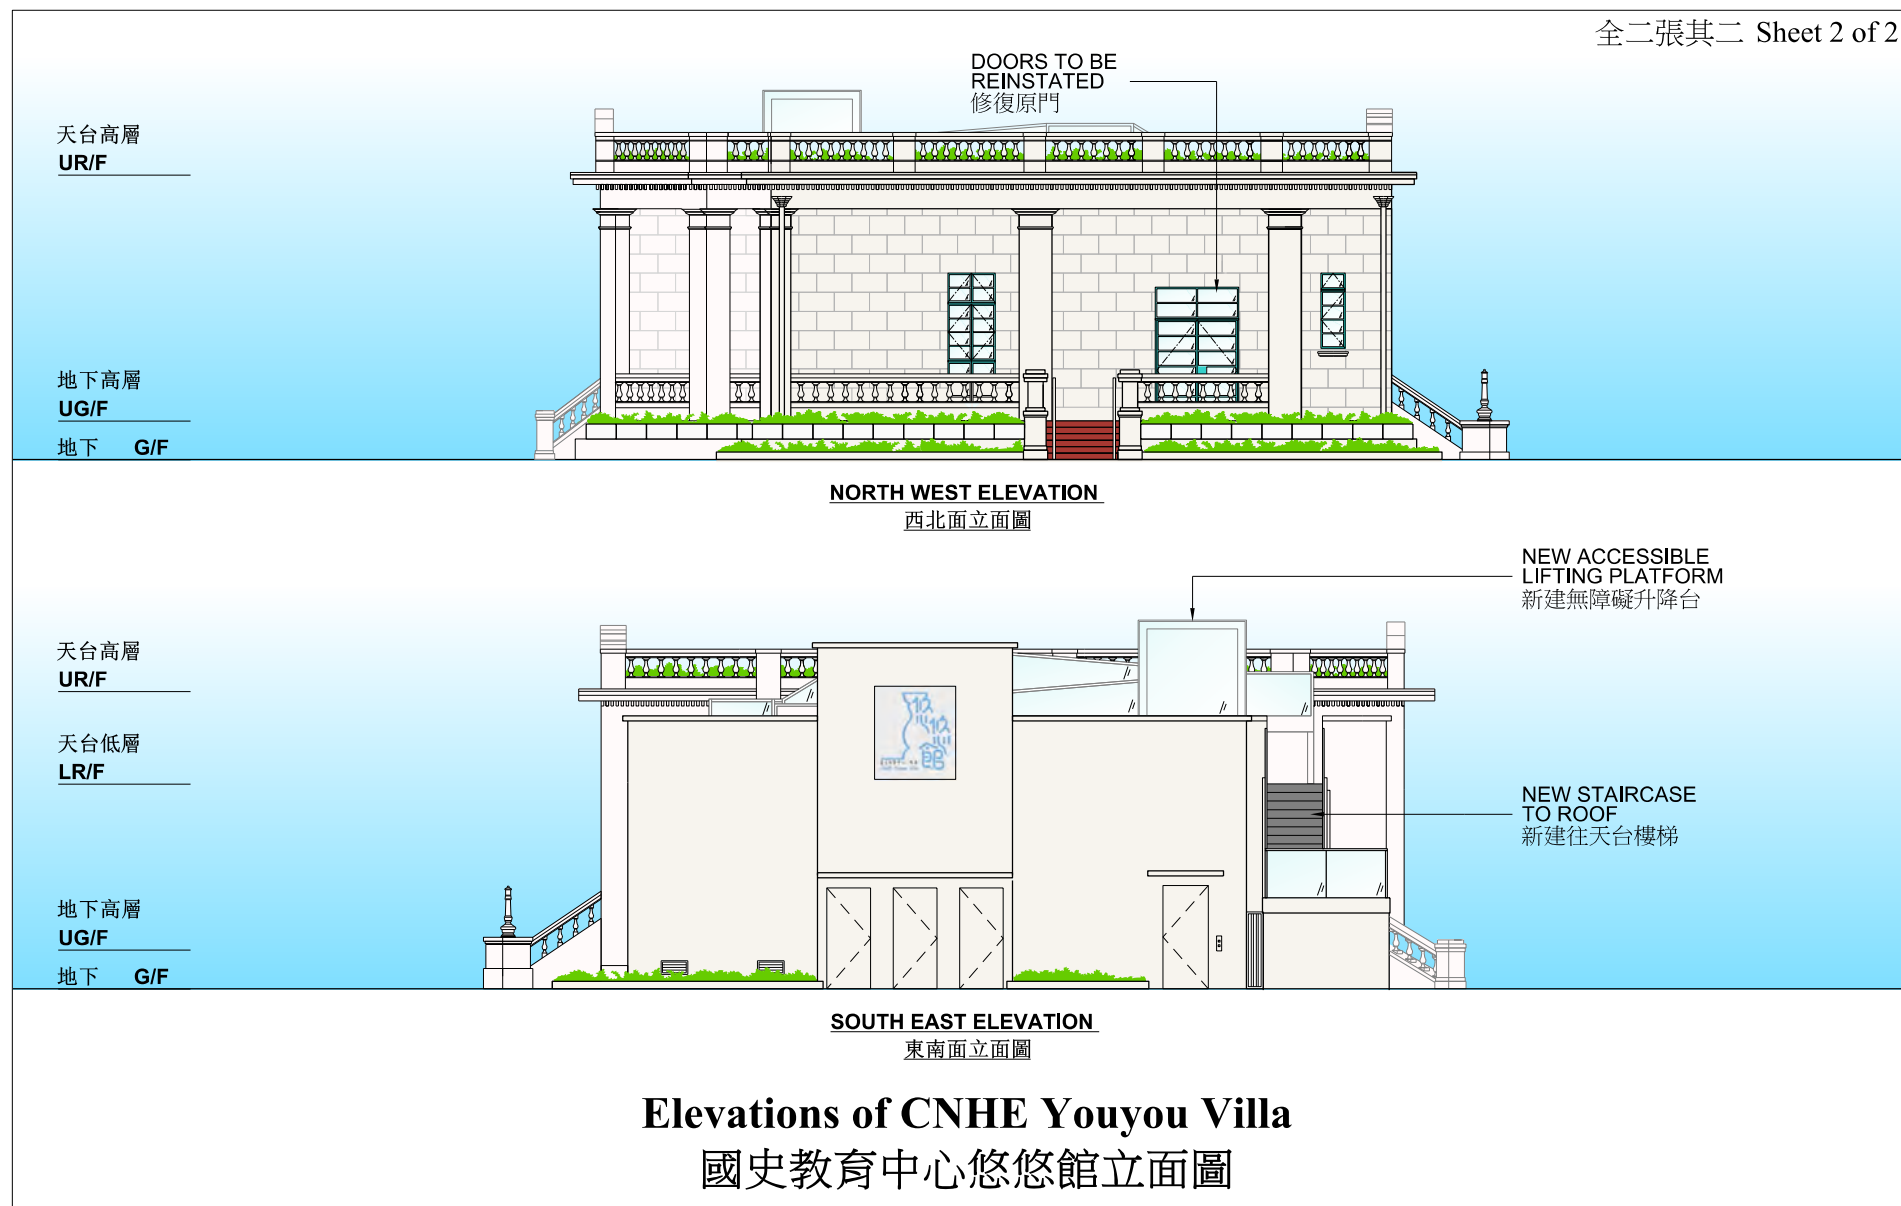 全二張其二 Sheet 2 of 2
DOORS TO BE
REINSTATED
修復原門
天台高層
UR/F
地下高層
UG/F
地下 G/F
NORTH WEST ELEVATION
西北面立面圖
NEW ACCESSIBLE
LIFTING PLATFORM
新建無障礙升降台
天台高層
UR/F
天台低層
LR/F
悠悠館
NEW STAIRCASE
TO ROOF
新建往天台樓梯
地下高層
UG/F
地下 G/F
SOUTH EAST ELEVATION
東南面立面圖
Elevations of CNHE Youyou Villa
國史教育中心悠悠館立面圖